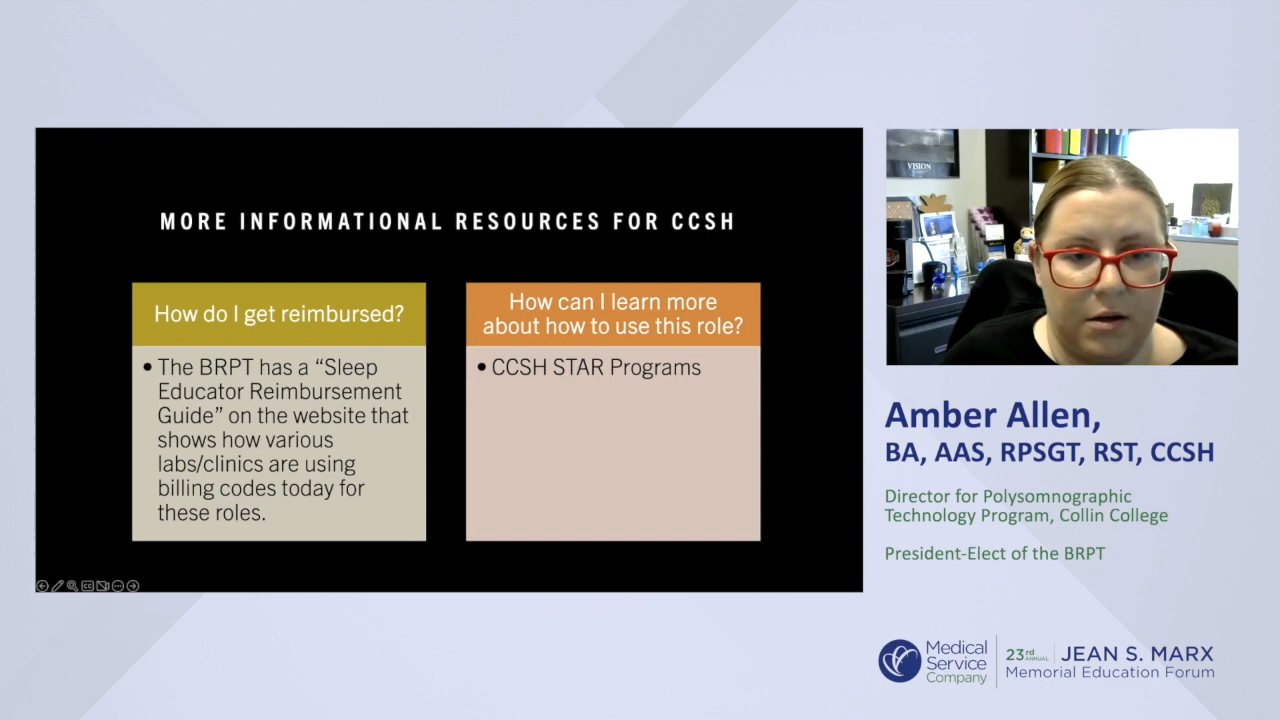 MORE INFORMATIONAL RESOURCES FOR CCSH
How do I get reimbursed?
• The BRPT has a “Sleep
Educator Reimbursement
Guide” on the website that
shows how various
labs/clinics are using
billing codes today for
these roles.
How can I learn more
about how to use this role?
• CCSH STAR Programs
VISION
Amber Allen,
BA, AAS, RPSGT, RST, CCSH
Director for Polysomnographic
Technology Program, Collin College
President-Elect of the BRPT
Medical
Service
Company
23rd ANNUAL
JEAN S. MARX
Memorial Education Forum